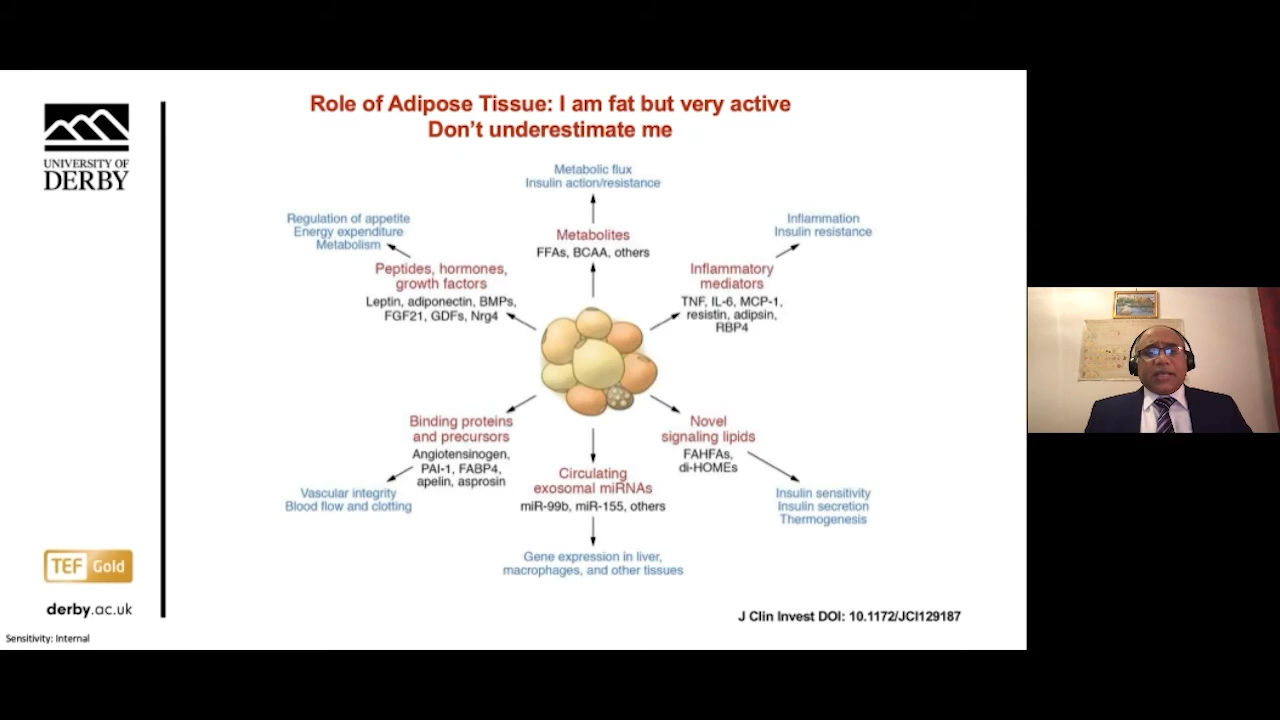 Role of Adipose Tissue: I am fat but very active
Don't underestimate me
UNIVERSITY OF
DERBY
Metabolic flux
Insulin action/resistance
Regulation of appetite
Energy expenditure
Metabolism
Inflammation
Insulin resistance
Metabolites
FFAs, BCAA, others
Peptides, hormones,
growth factors
Leptin, adiponectin, BMPs,
FGF21, GDFs, Nrg4
Inflammatory
mediators
TNF, IL-6, MCP-1,
resistin, adipsin,
RBP4
Binding proteins
and precursors
Angiotensinogen,
PAI-1, FABP4,
apelin, asprosin
Novel
signaling lipids
FAHFAs,
di-HOMEs
Circulating
exosomal miRNAs
miR-99b, miR-155, others
Vascular integrity
Blood flow and clotting
Insulin sensitivity
Insulin secretion
Thermogenesis
Gene expression in liver,
macrophages, and other tissues
TEF Gold
derby.ac.uk
J Clin Invest DOI: 10.1172/JCI129187
Sensitivity: Internal